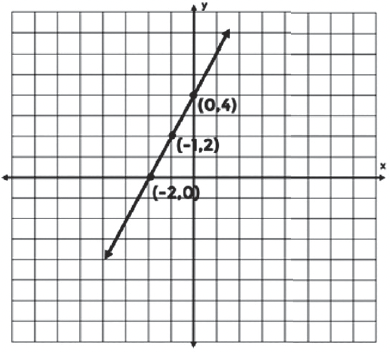 y
(0,4)
(-1,2)
x
(-2,0)